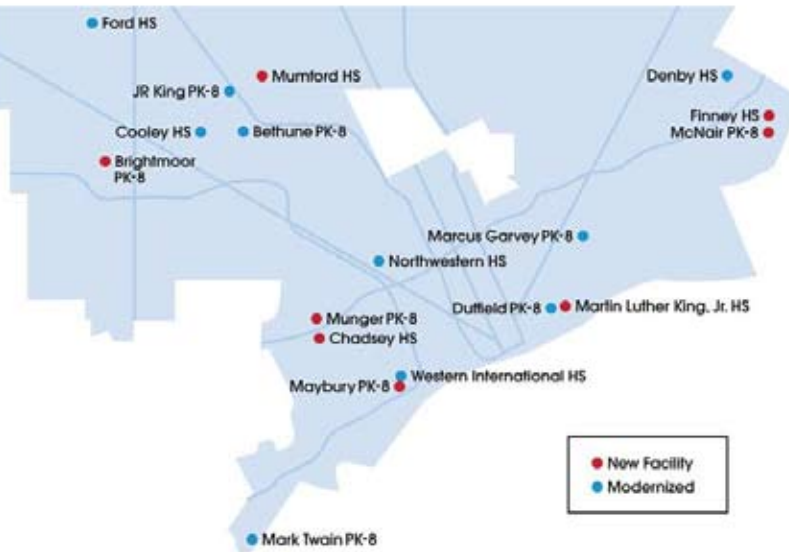 Ford HS
Mumford HS
Denby HS
JR King PK-8
Finney HS
McNair PK-8
Cooley HS
Bethune PK-8
Brightmoor
PK-8
Marcus Garvey PK-8
Northwestern HS
Duffield PK-8
Martin Luther King, Jr. HS
Munger PK-8
Chadsey HS
Western International HS
Maybury PK-8
New Facility
Modernized
Mark Twain PK-8